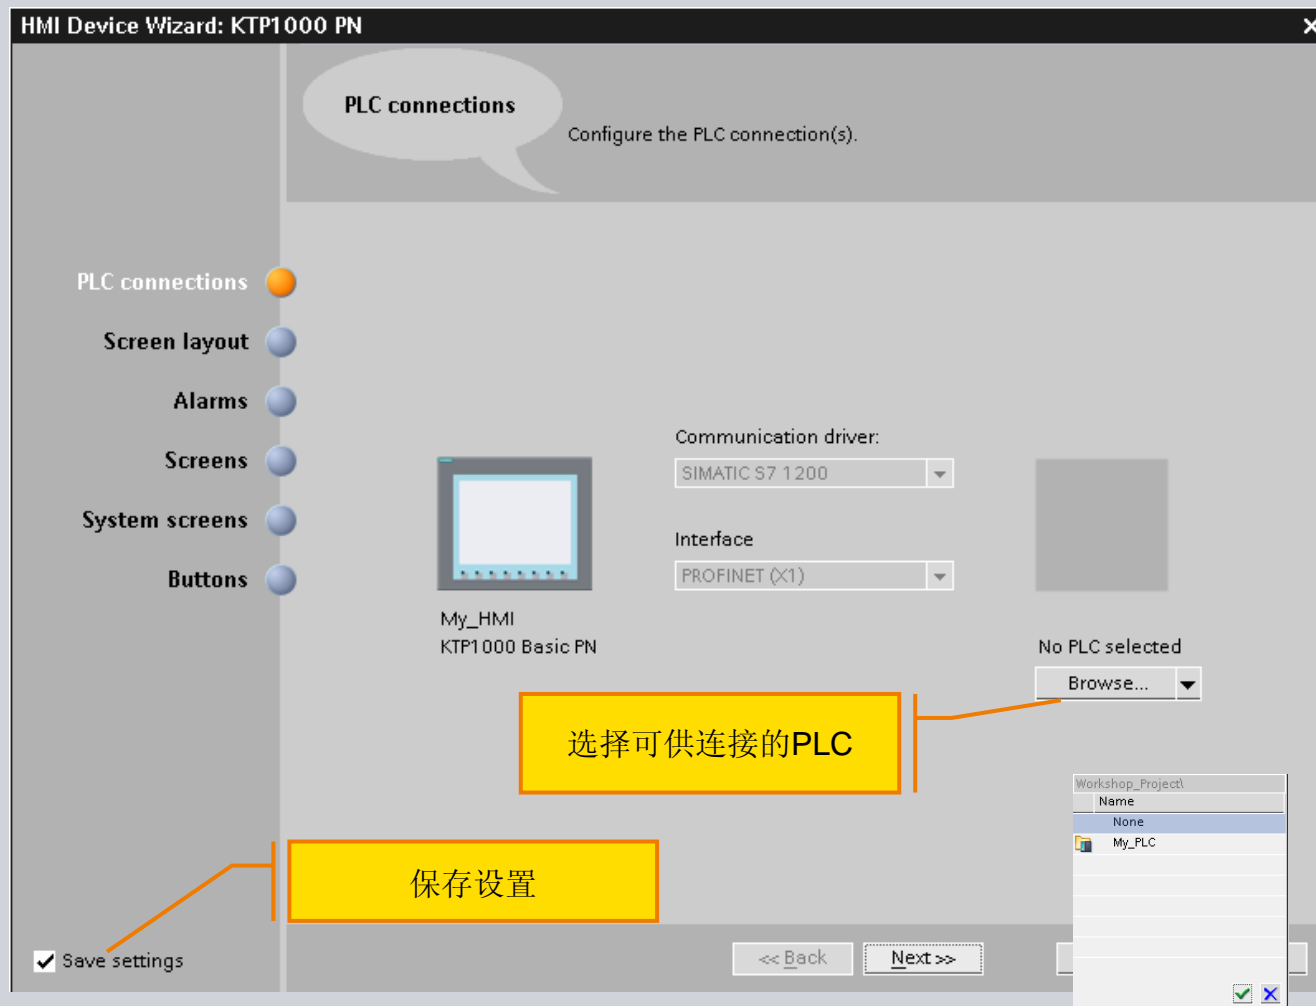 HMI Device Wizard: KTP1000 PN
PLC connections
Configure the PLC connection(s).
PLC connections
Screen layout
Alarms
Screens
System screens
Buttons
Communication driver:
SIMATIC S7 1200
Interface
PROFINET (X1)
My_HMI
KTP1000 Basic PN
No PLC selected
Browse...
选择可供连接的PLC
Workshop_Project\
Name
None
My_PLC
保存设置
Save settings
<< Back
Next >>